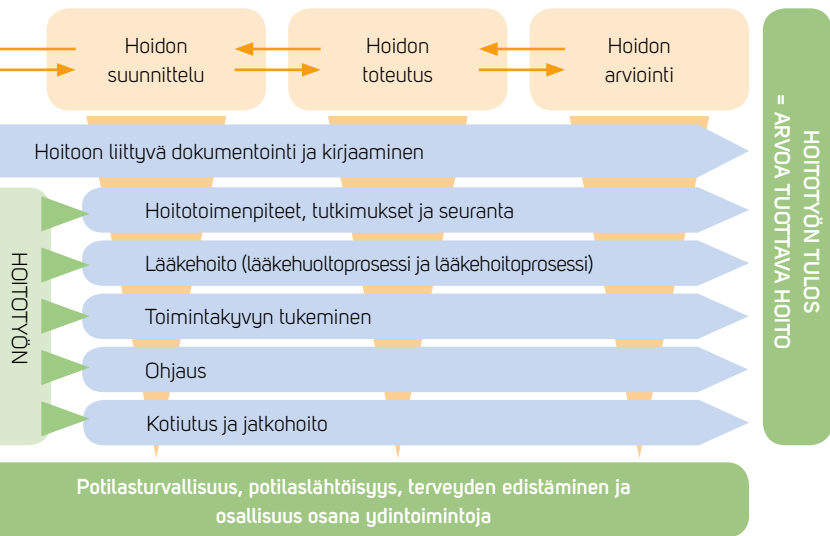 Hoidon
suunnittelu
Hoidon
toteutus
Hoidon
arviointi
Hoitoon liittyvä dokumentointi ja kirjaaminen
HOITOTYÖN
Hoitotoimenpiteet, tutkimukset ja seuranta
Lääkehoito (lääkehuoltoprosessi ja lääkehoitoprosessi)
Toimintakyvyn tukeminen
Ohjaus
Kotiutus ja jatkohoito
HOITOTYÖN TULOS
= ARVOA TUOTTAVA HOITO
Potilasturvallisuus, potilaslähtöisyys, terveyden edistäminen ja
osallisuus osana ydintoimintoja